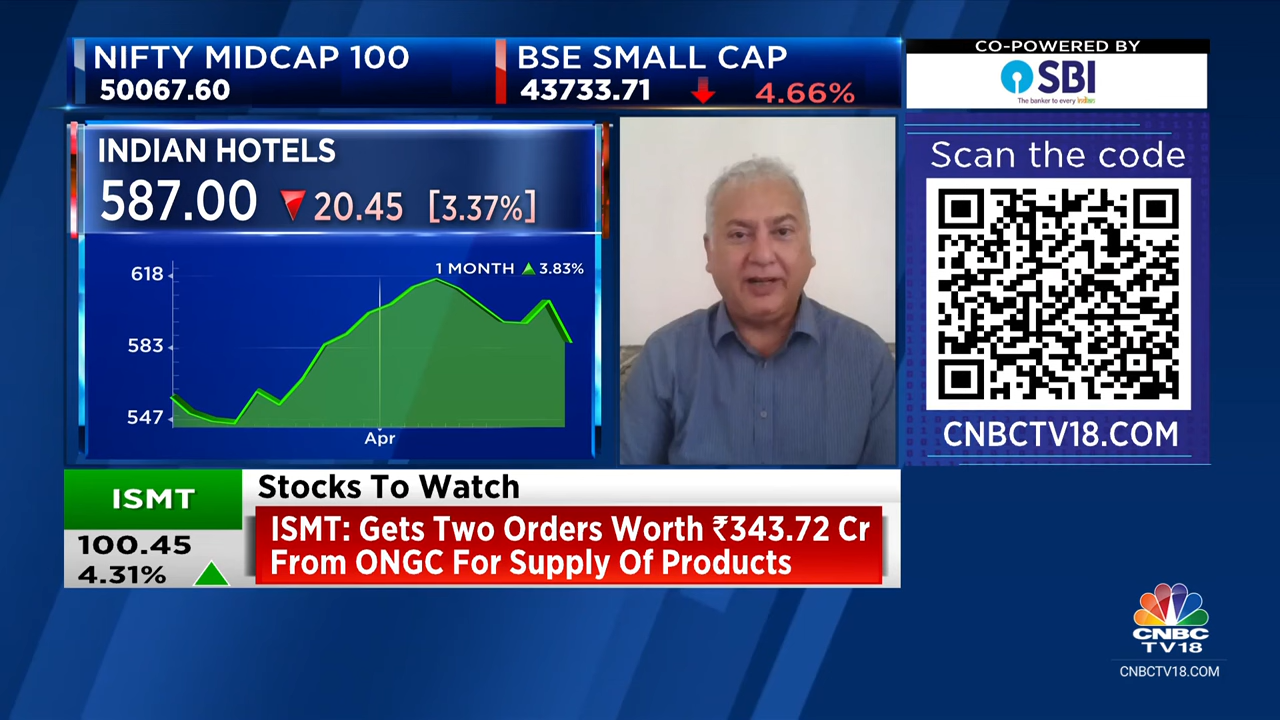 NIFTY MIDCAP 100
50067.60
BSE SMALL CAP
43733.71 4.66%
CO-POWERED BY
SBI
The banker to every Indian
INDIAN HOTELS
587.00 20.45 [3.37%]
1 MONTH 3.83%
618
583
547
Apr
Scan the code
CNBCTV18.COM
ISMT
100.45
4.31%
Stocks To Watch
ISMT: Gets Two Orders Worth ₹343.72 Cr
From ONGC For Supply Of Products
CNBC
TV18
CNBCTV18.COM